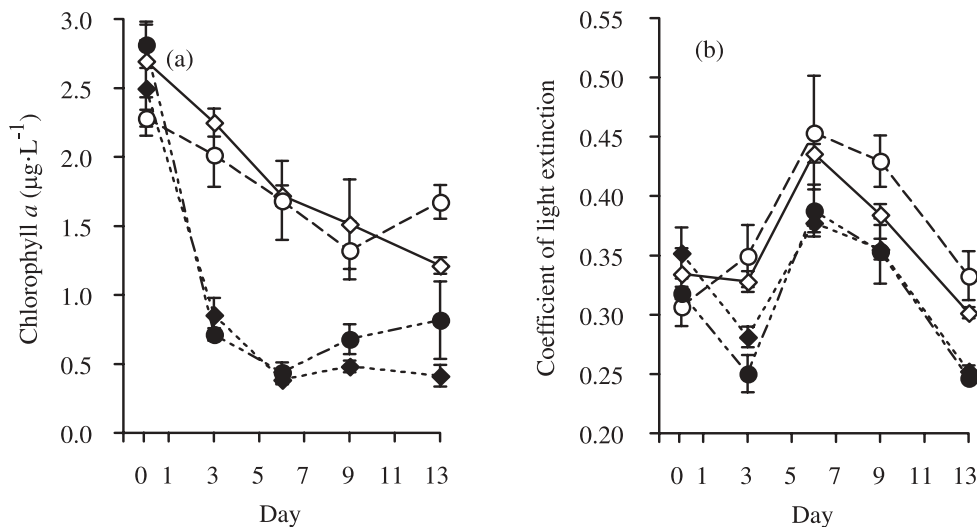 3.0
2.5
2.0
1.5
1.0
0.5
0.0
Chlorophyll a (µg·L⁻¹)
(a)
0 1 3 5 7 9 11 13
Day
0.55
0.50
0.45
0.40
0.35
0.30
0.25
0.20
Coefficient of light extinction
(b)
0 1 3 5 7 9 11 13
Day